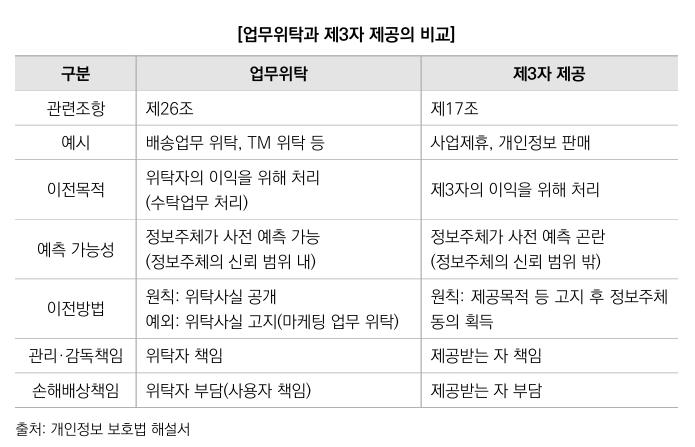 [업무위탁과 제3자 제공의 비교]
구분 업무위탁 제3자 제공
관련조항 제26조 제17조
예시 배송업무 위탁, TM 위탁 등 사업제휴, 개인정보 판매
이전목적 위탁자의 이익을 위해 처리 제3자의 이익을 위해 처리
(수탁업무 처리)
예측 가능성 정보주체가 사전 예측 가능 정보주체가 사전 예측 곤란
(정보주체의 신뢰 범위 내) (정보주체의 신뢰 범위 밖)
이전방법 원칙: 위탁사실 공개 원칙: 제공목적 등 고지 후 정보주체
예외: 위탁사실 고지(마케팅 업무 위탁) 동의 획득
관리·감독책임 위탁자 책임 제공받는 자 책임
손해배상책임 위탁자 부담(사용자 책임) 제공받는 자 부담
출처: 개인정보 보호법 해설서